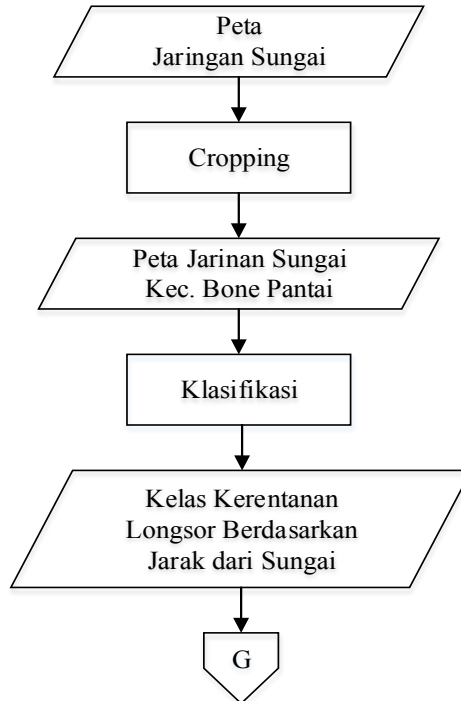 Peta
Jaringan Sungai
Cropping
Peta Jarinan Sungai
Kec. Bone Pantai
Klasifikasi
Kelas Kerentanan
Longsor Berdasarkan
Jarak dari Sungai
G